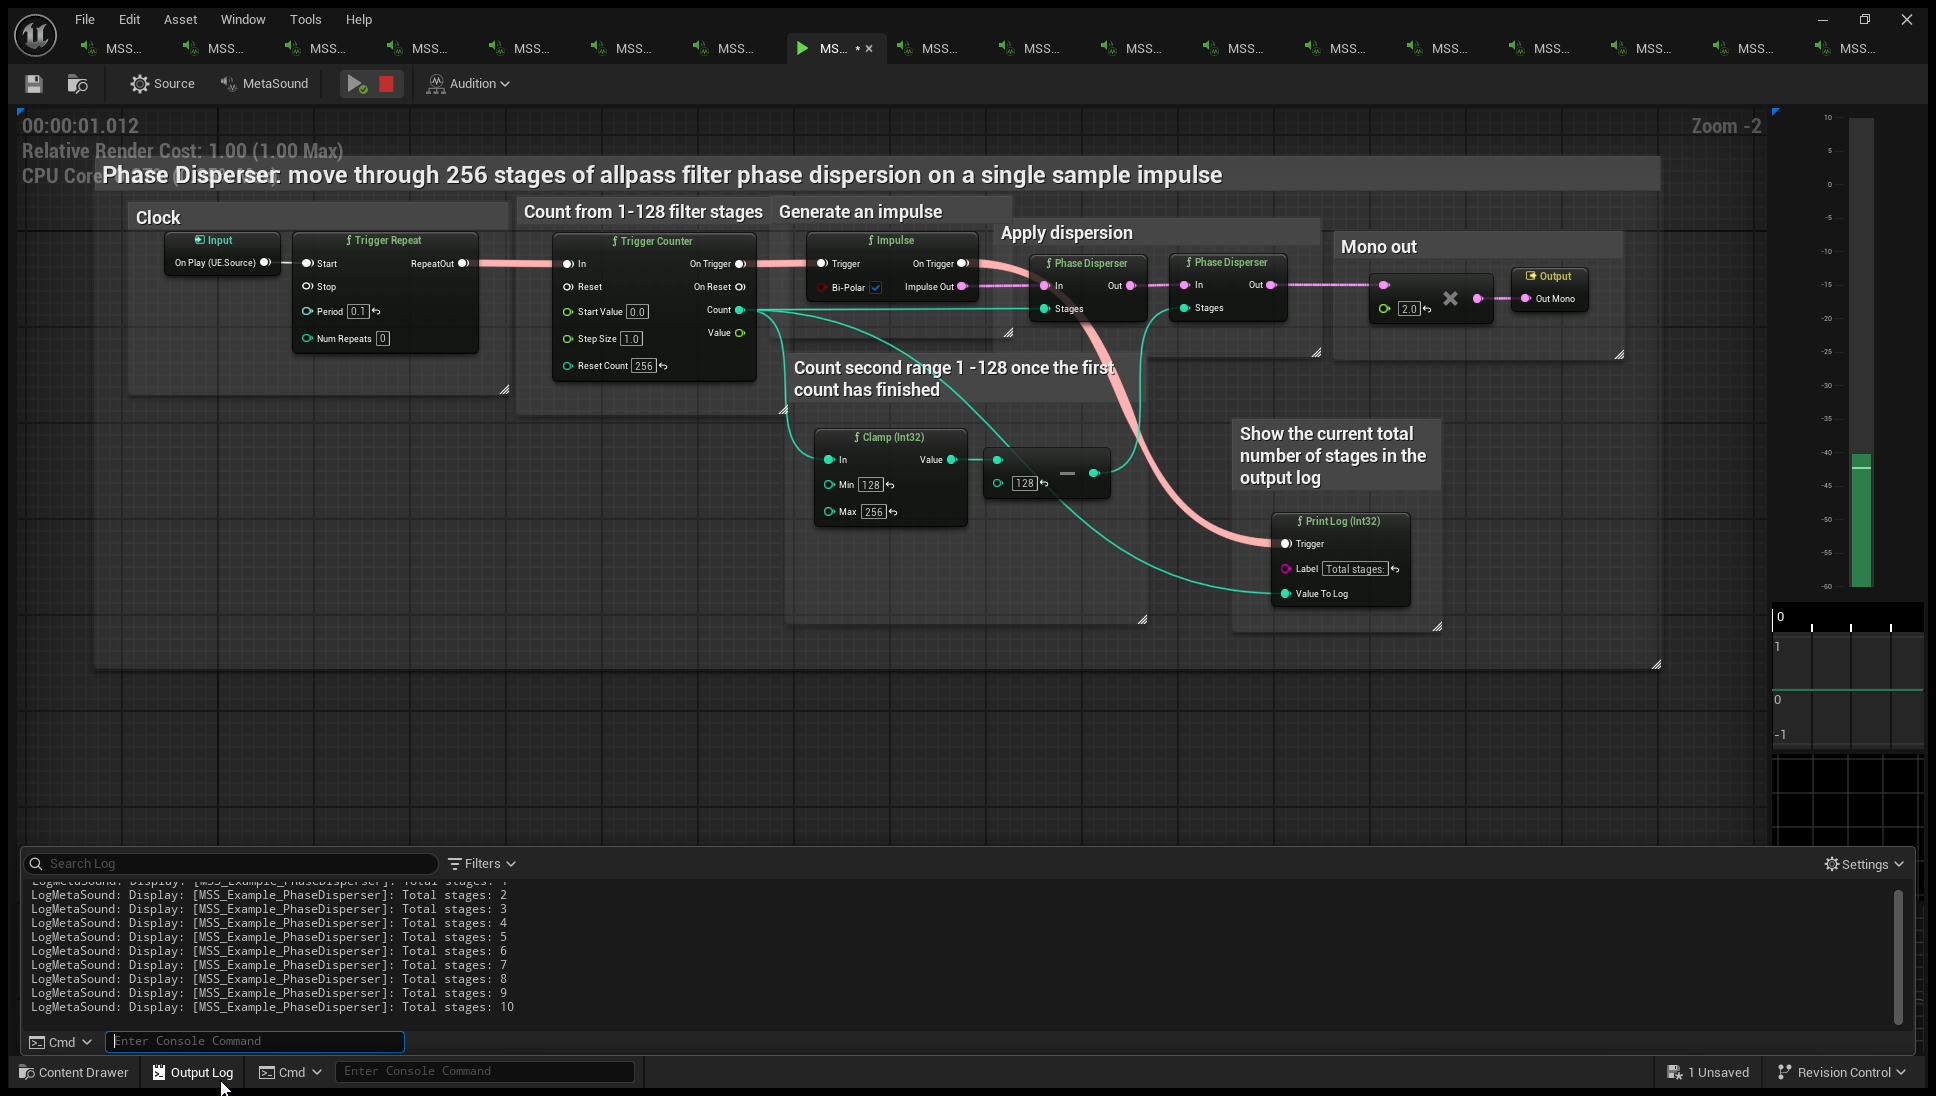 File Edit Asset Window Tools Help
MSS... MSS... MSS... MSS... MSS... MSS... MSS... MS... * MSS... MSS... MSS... MSS... MSS... MSS... MSS... MSS... MSS... MSS...
Source MetaSound Audition
00:00:01.012
Zoom -2
Relative Render Cost: 1.00 (1.00 Max)
CPU Core
Phase Disperser: move through 256 stages of allpass filter phase dispersion on a single sample impulse
Clock
Input
On Play (UE.Source)
Trigger Repeat
Start RepeatOut
Stop
Period 0.1
Num Repeats 0
Count from 1-128 filter stages
Trigger Counter
In On Trigger
Reset On Reset
Start Value 0.0 Count
Step Size 1.0 Value
Reset Count 256
Generate an impulse
Impulse
Trigger On Trigger
Bi-Polar Impulse Out
Apply dispersion
Phase Disperser
In Out
Stages
Phase Disperser
In Out
Stages
Mono out
2.0
Output
Out Mono
Count second range 1 -128 once the first
count has finished
Clamp (Int32)
In Value
Min 128
Max 256
128
Show the current total
number of stages in the
output log
Print Log (Int32)
Trigger
Label Total stages:
Value To Log
10
5
0
-5
-10
-15
-20
-25
-30
-35
-40
-45
-50
-55
-60
0
1
0
-1
Search Log Filters Settings
LogMetaSound: Display: [MSS_Example_PhaseDisperser]: Total stages: 1
LogMetaSound: Display: [MSS_Example_PhaseDisperser]: Total stages: 2
LogMetaSound: Display: [MSS_Example_PhaseDisperser]: Total stages: 3
LogMetaSound: Display: [MSS_Example_PhaseDisperser]: Total stages: 4
LogMetaSound: Display: [MSS_Example_PhaseDisperser]: Total stages: 5
LogMetaSound: Display: [MSS_Example_PhaseDisperser]: Total stages: 6
LogMetaSound: Display: [MSS_Example_PhaseDisperser]: Total stages: 7
LogMetaSound: Display: [MSS_Example_PhaseDisperser]: Total stages: 8
LogMetaSound: Display: [MSS_Example_PhaseDisperser]: Total stages: 9
LogMetaSound: Display: [MSS_Example_PhaseDisperser]: Total stages: 10
Cmd Enter Console Command
Content Drawer Output Log Cmd Enter Console Command 1 Unsaved Revision Control